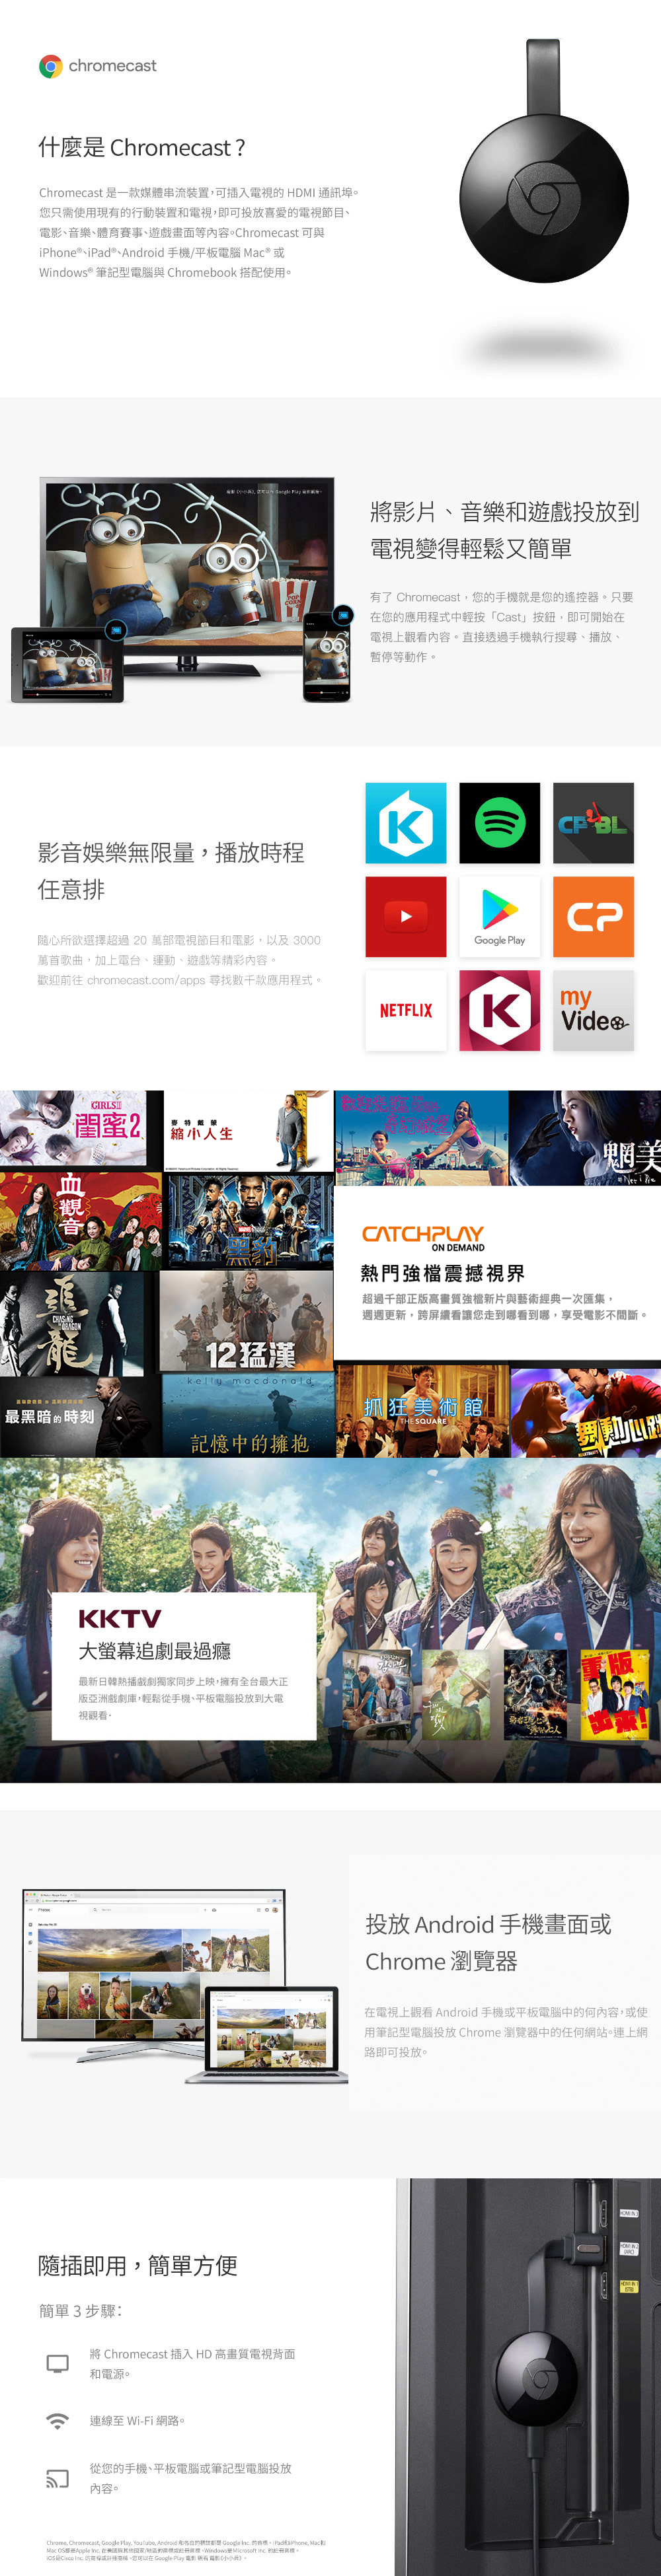 chromecast
什麼是 Chromecast ?
Chromecast 是一款媒體串流裝置，可插入電視的 HDMI 通訊埠。
您只需使用現有的行動裝置和電視，即可投放喜愛的電視節目、
電影、音樂、體育賽事、遊戲畫面等內容。Chromecast 可與
iPhone®、iPad®、Android 手機/平板電腦 Mac® 或
Windows® 筆記型電腦與 Chromebook 搭配使用。
POP CORN
將影片、音樂和遊戲投放到
電視變得輕鬆又簡單
有了 Chromecast，您的手機就是您的遙控器。只要
在您的應用程式中輕按「Cast」按鈕，即可開始在
電視上觀看內容。直接透過手機執行搜尋、播放、
暫停等動作。
影音娛樂無限量，播放時程
任意排
隨心所欲選擇超過 20 萬部電視節目和電影，以及 3000
萬首歌曲，加上電台、運動、遊戲等精彩內容。
歡迎前往 chromecast.com/apps 尋找數千款應用程式。
K
CPBL
Google Play
CP
NETFLIX
K
my
Video
GIRLS II
閨蜜2
麥特戴蒙
縮小人生
魍美
血觀音
MARVEL
黑豹
CATCHPLAY
ON DEMAND
熱門強檔震撼視界
超過千部正版高畫質強檔新片與藝術經典一次匯集，
週週更新，跨屏續看讓您走到哪看到哪，享受電影不間斷。
追龍
CHASING the DRAGON
12猛漢
最黑暗的時刻
kelly macdonald
記憶中的擁抱
抓狂美術館
THE SQUARE
舞動心跳
KKTV
大螢幕追劇最過癮
最新日韓熱播戲劇獨家同步上映，擁有全台最大正
版亞洲戲劇庫，輕鬆從手機、平板電腦投放到大電
視觀看。
重版
出來!
Photos
投放 Android 手機畫面或
Chrome 瀏覽器
在電視上觀看 Android 手機或平板電腦中的何內容，或使
用筆記型電腦投放 Chrome 瀏覽器中的任何網站。連上網
路即可投放。
隨插即用，簡單方便
簡單 3 步驟：
將 Chromecast 插入 HD 高畫質電視背面
和電源。
連線至 Wi-Fi 網路。
從您的手機、平板電腦或筆記型電腦投放
內容。